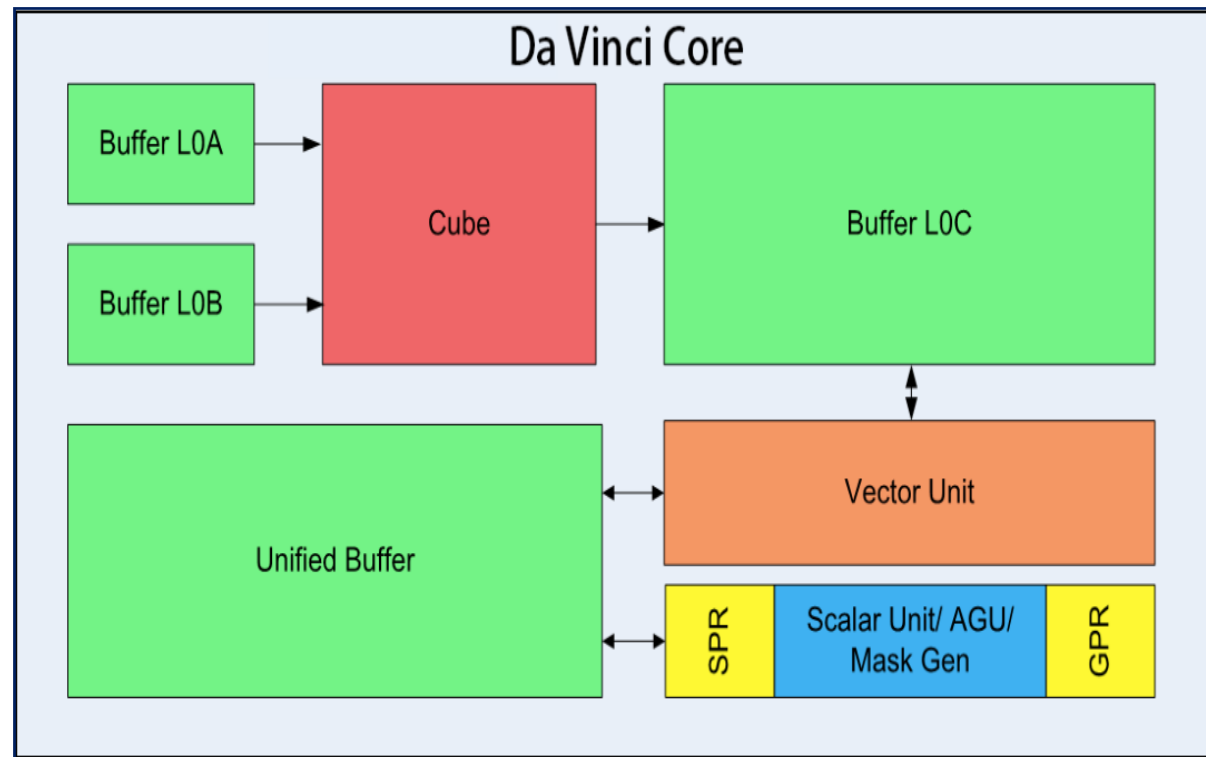 Da Vinci Core
Buffer L0A
Cube
Buffer L0C
Buffer L0B
Unified Buffer
Vector Unit
SPR
Scalar Unit/ AGU/
Mask Gen
GPR